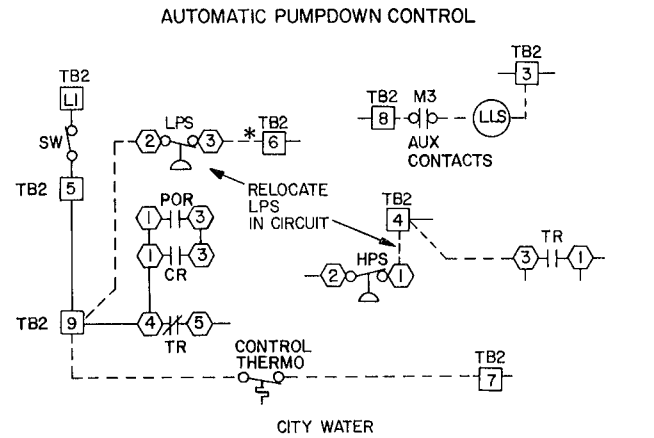 AUTOMATIC PUMPDOWN CONTROL
TB2
L1
SW
TB2 5
LPS
2 3 * TB2 6
TB2 3
TB2 8
M3
LLS
AUX
CONTACTS
RELOCATE
LPS
IN CIRCUIT
POR
1 3
1 3
CR
TB2 4
HPS
2 1
TR
3 1
TB2 9
4 5
TR
CONTROL
THERMO
TB2 7
CITY WATER